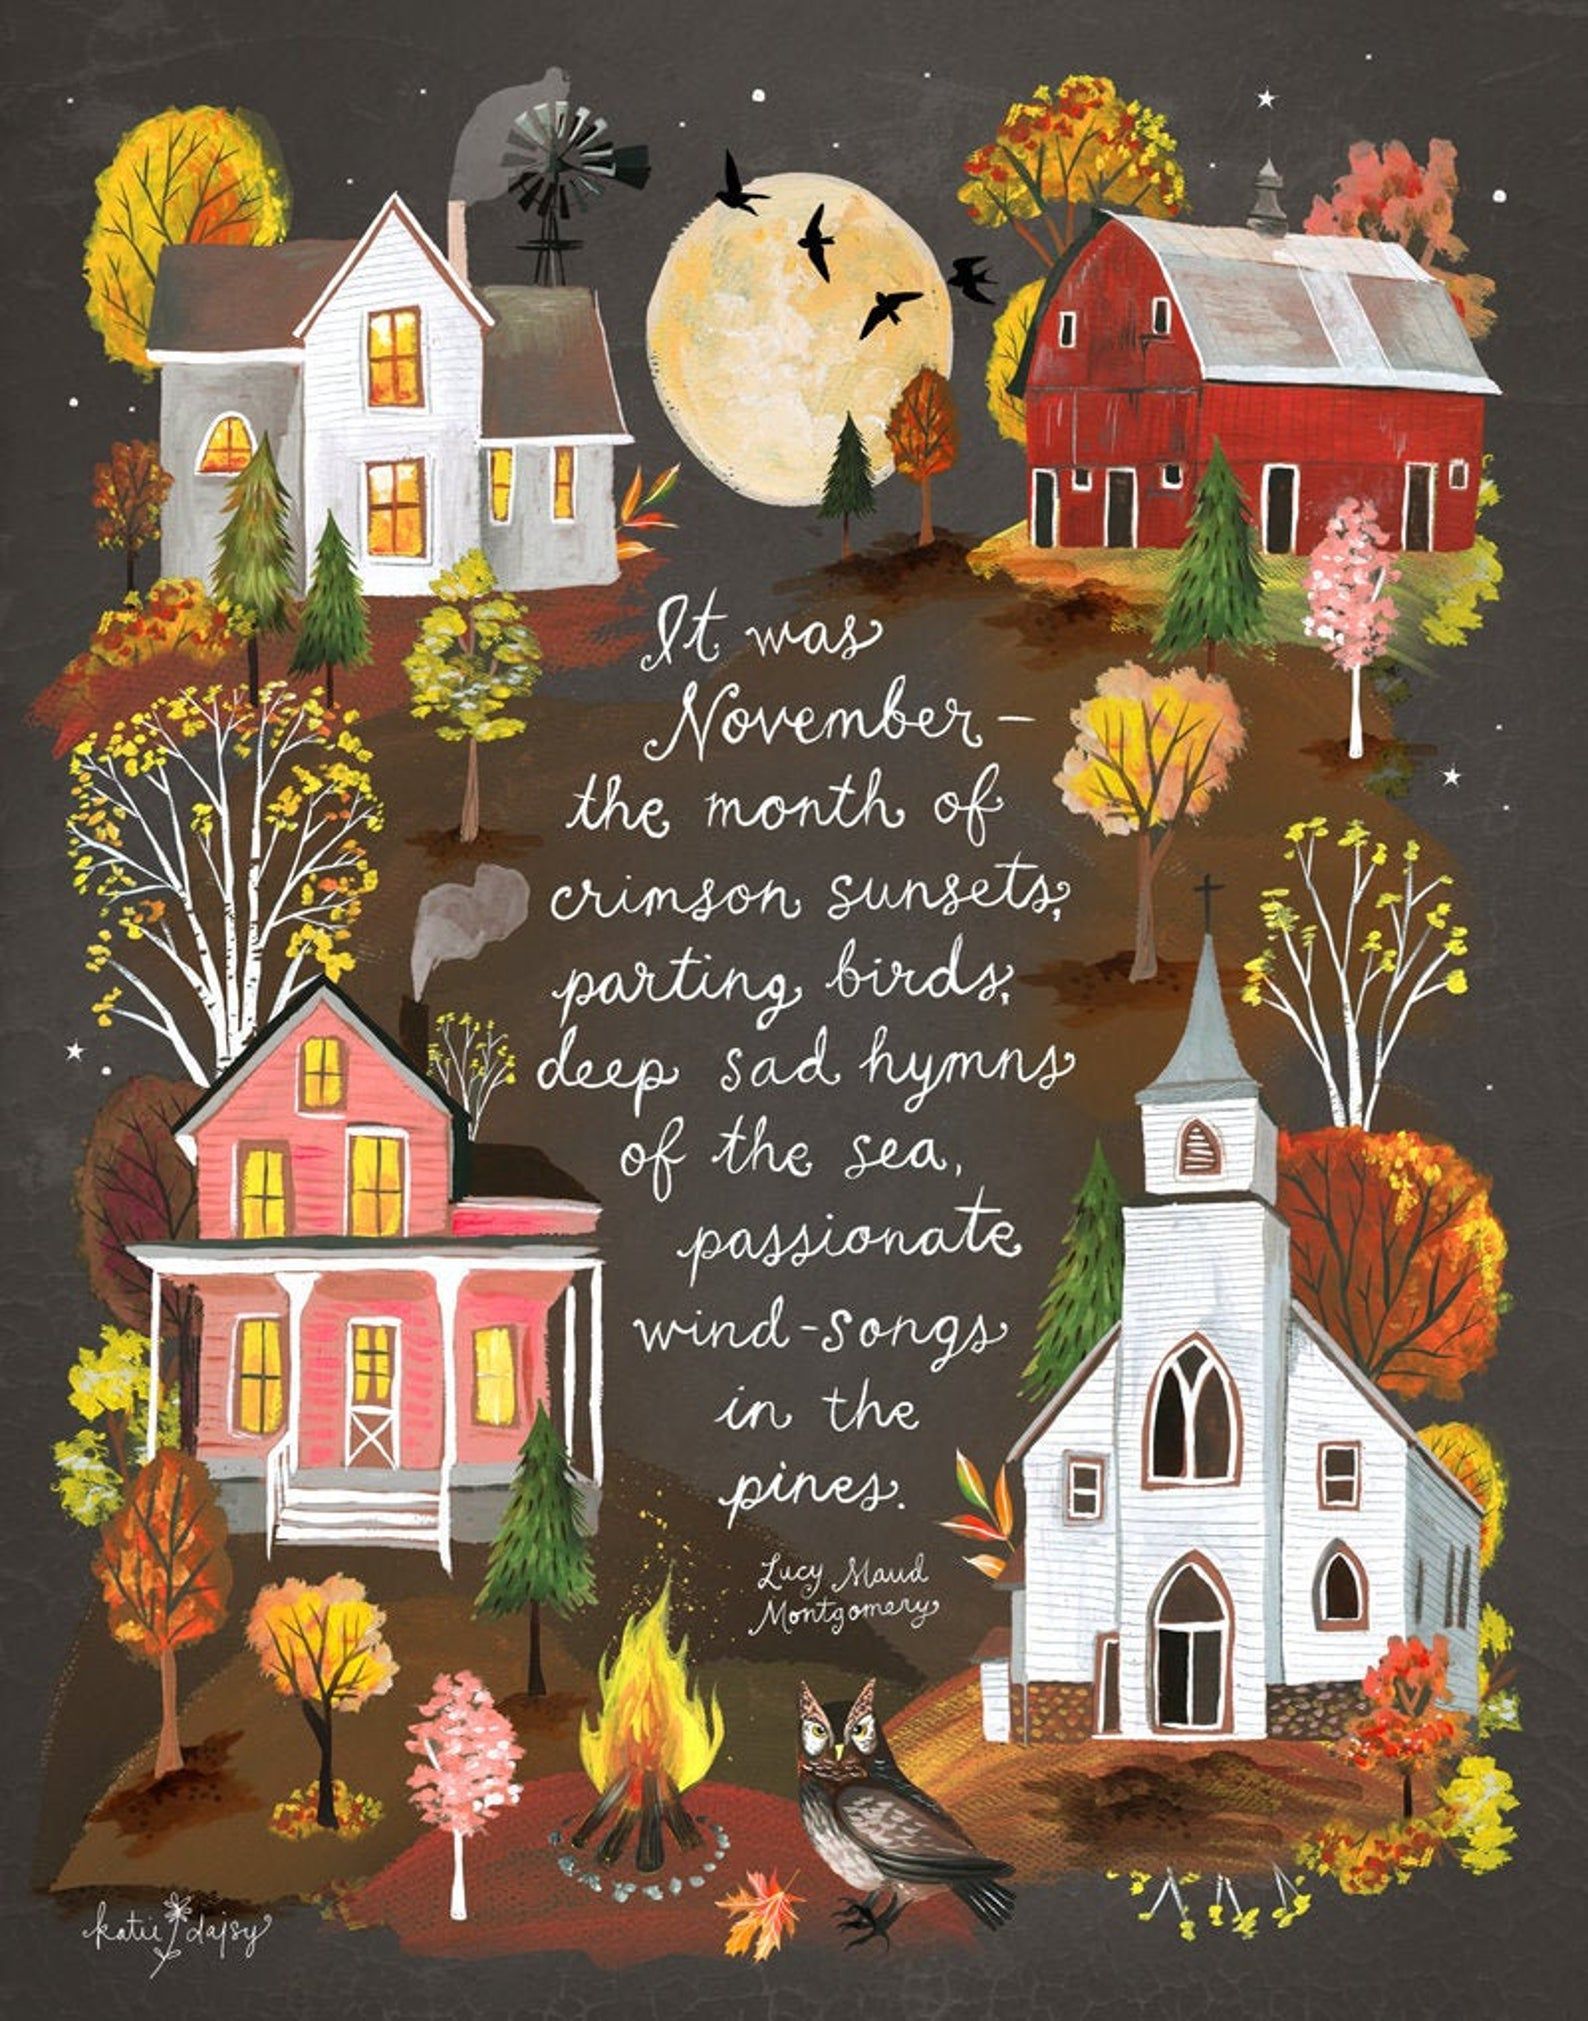 It was
November –
the month of
crimson sunsets,
parting birds,
deep sad hymns
of the sea,
passionate
wind-songs
in the
pines.
Lucy Maud
Montgomery
katie daisy